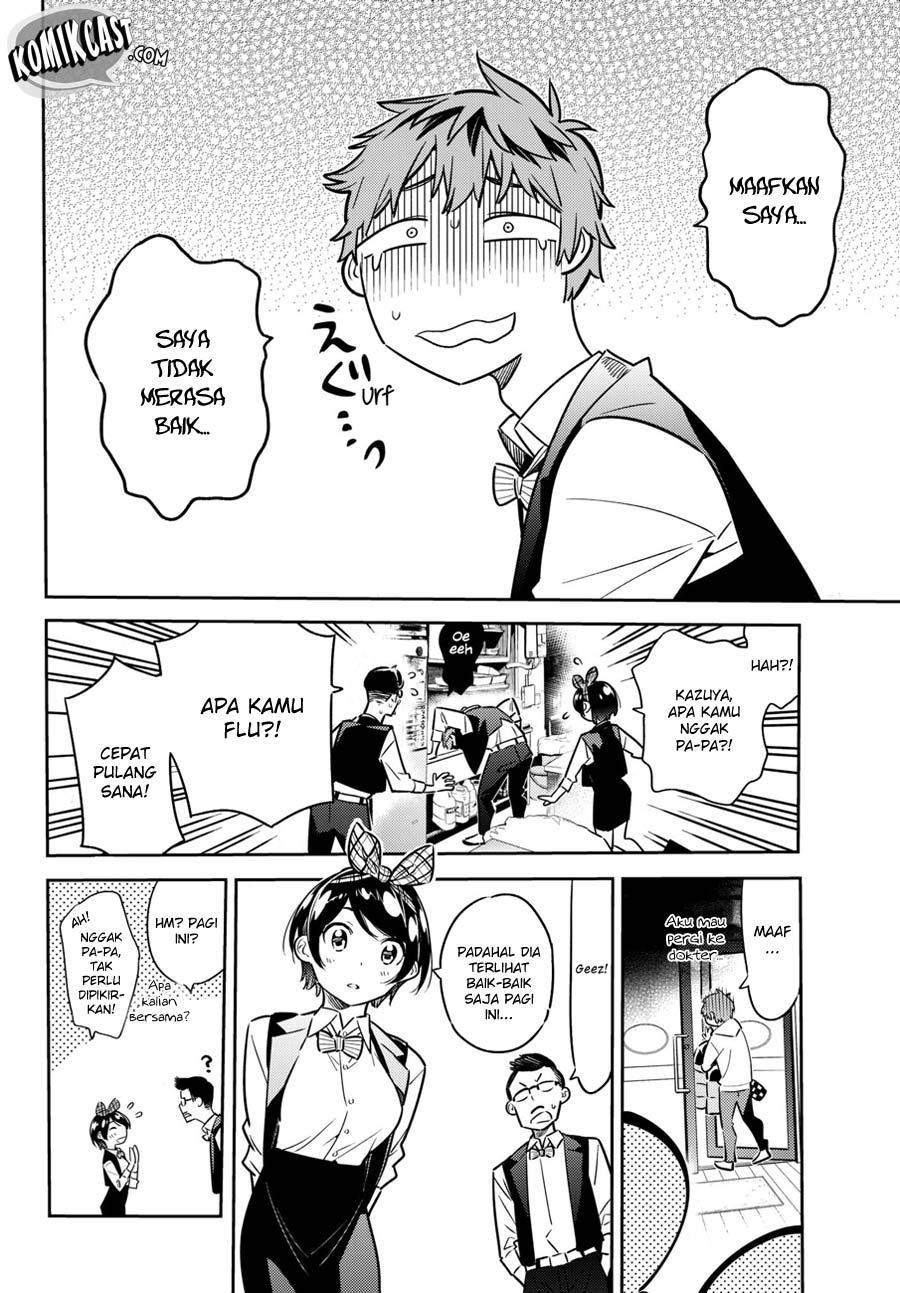 KOMIKCAST
.COM
MAAFKAN
SAYA...
SAYA
TIDAK
MERASA
BAIK...
えぐ…っ
Urf
HAH?!
KAZUYA,
APA KAMU
NGGAK
PA-PA?!
Oe
eeh
APA KAMU
FLU?!
CEPAT
PULANG
SANA!
MAAF
...
Aku mau
pergi ke
dokter...
Geez!
PADAHAL DIA
TERLIHAT
BAIK-BAIK
SAJA PAGI
INI...
HM? PAGI
INI?
Apa
kalian
Bersama?
?
AH!
NGGAK
PA-PA,
TAK
PERLU
DIPIKIR-
KAN!